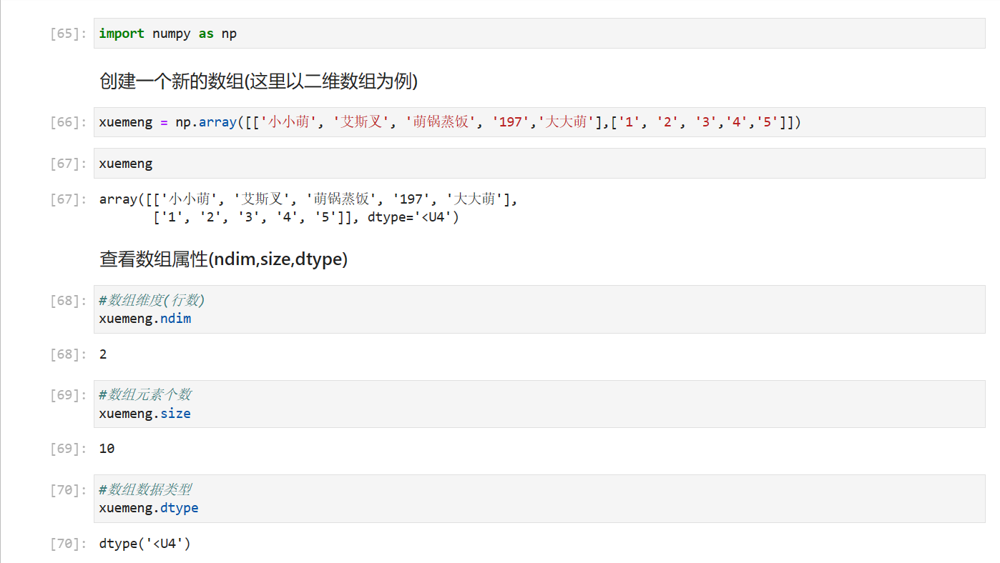 [65]: import numpy as np
创建一个新的数组(这里以二维数组为例)
[66]: xuemeng = np.array([['小小萌', '艾斯叉', '萌锅蒸饭', '197','大大萌'],['1', '2', '3','4','5']])
[67]: xuemeng
[67]: array([['小小萌', '艾斯叉', '萌锅蒸饭', '197', '大大萌'],
['1', '2', '3', '4', '5']], dtype='<U4')
查看数组属性(ndim,size,dtype)
[68]: #数组维度(行数)
xuemeng.ndim
[68]: 2
[69]: #数组元素个数
xuemeng.size
[69]: 10
[70]: #数组数据类型
xuemeng.dtype
[70]: dtype('<U4')